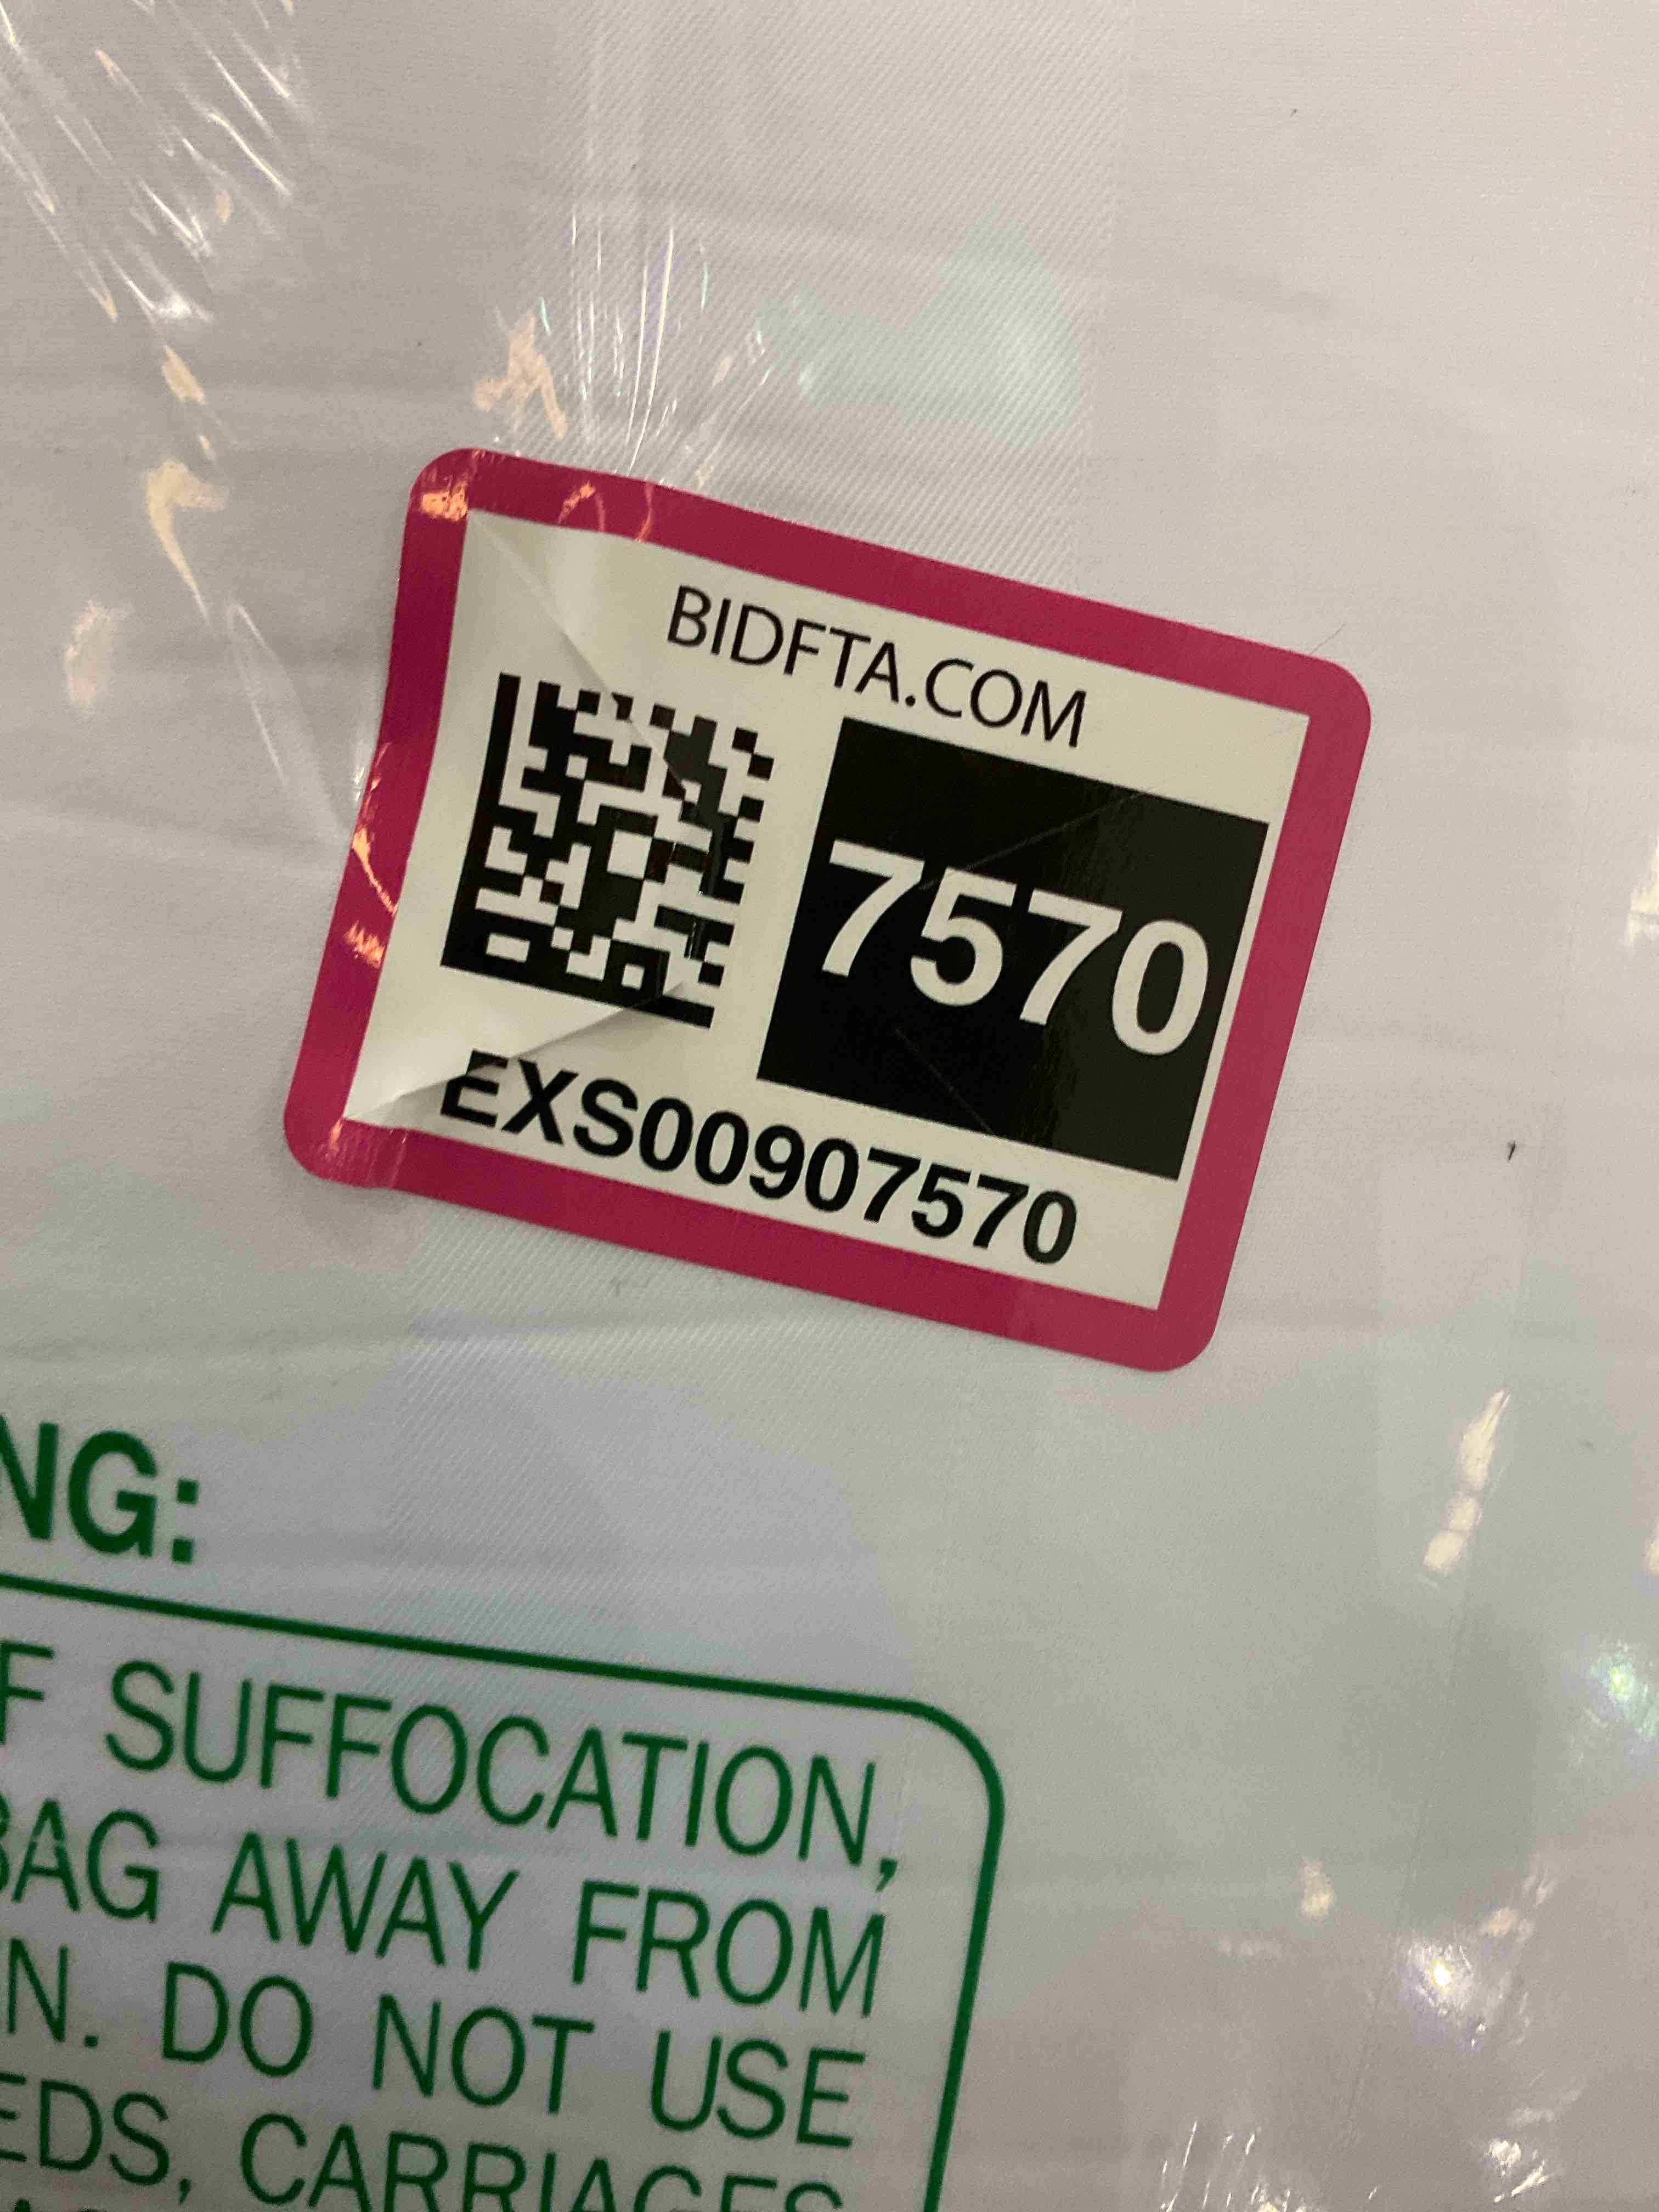 BIDFTA.COM
7570
EXS00907570
NG:
F SUFFOCATION,
BAG AWAY FROM
N. DO NOT USE
EDS, CARRIAGES